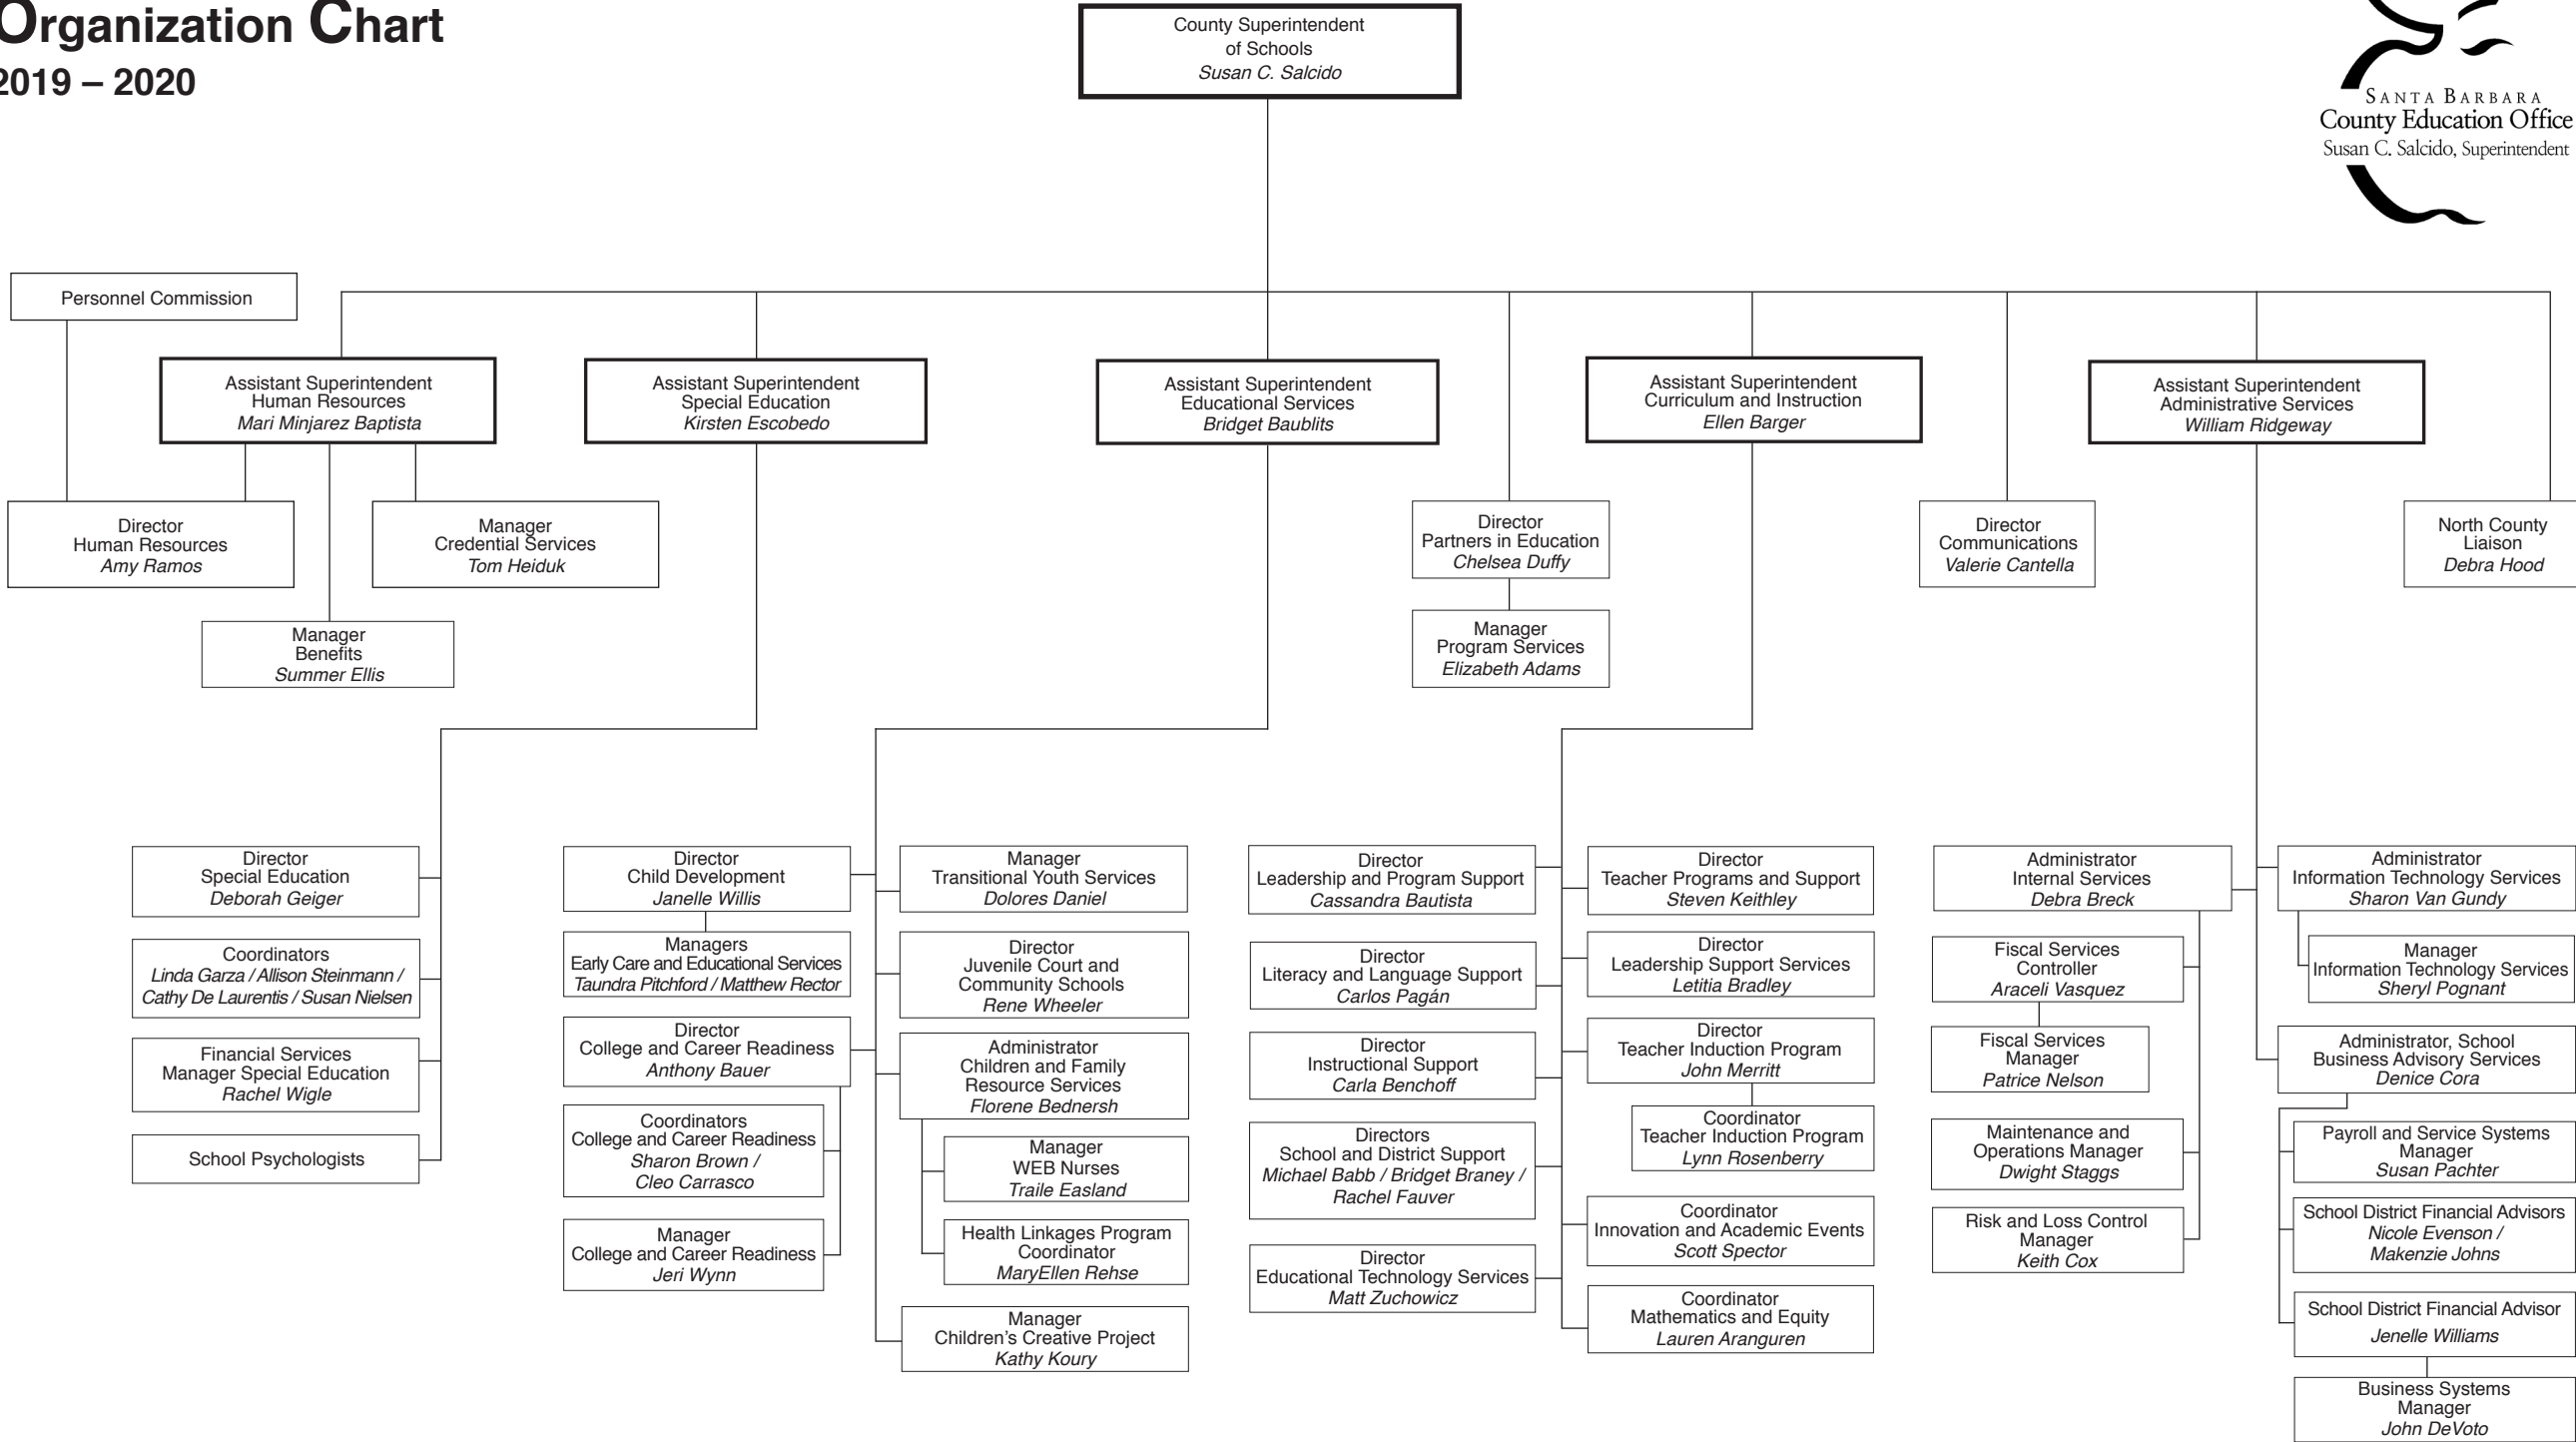 Organization Chart
2019 – 2020
County Superintendent
of Schools
Susan C. Salcido
SANTA BARBARA
County Education Office
Susan C. Salcido, Superintendent
Personnel Commission
Assistant Superintendent
Human Resources
Mari Minjarez Baptista
Assistant Superintendent
Special Education
Kirsten Escobedo
Assistant Superintendent
Educational Services
Bridget Baublits
Assistant Superintendent
Curriculum and Instruction
Ellen Barger
Assistant Superintendent
Administrative Services
William Ridgeway
Director
Human Resources
Amy Ramos
Manager
Credential Services
Tom Heiduk
Manager
Benefits
Summer Ellis
Director
Partners in Education
Chelsea Duffy
Manager
Program Services
Elizabeth Adams
Director
Communications
Valerie Cantella
North County
Liaison
Debra Hood
Director
Special Education
Deborah Geiger
Coordinators
Linda Garza / Allison Steinmann /
Cathy De Laurentis / Susan Nielsen
Financial Services
Manager Special Education
Rachel Wigle
School Psychologists
Director
Child Development
Janelle Willis
Managers
Early Care and Educational Services
Taundra Pitchford / Matthew Rector
Director
College and Career Readiness
Anthony Bauer
Coordinators
College and Career Readiness
Sharon Brown /
Cleo Carrasco
Manager
College and Career Readiness
Jeri Wynn
Manager
Transitional Youth Services
Dolores Daniel
Director
Juvenile Court and
Community Schools
Rene Wheeler
Administrator
Children and Family
Resource Services
Florene Bednersh
Manager
WEB Nurses
Traile Easland
Health Linkages Program
Coordinator
MaryEllen Rehse
Manager
Children's Creative Project
Kathy Koury
Director
Leadership and Program Support
Cassandra Bautista
Director
Literacy and Language Support
Carlos Pagán
Director
Instructional Support
Carla Benchoff
Directors
School and District Support
Michael Babb / Bridget Braney /
Rachel Fauver
Director
Educational Technology Services
Matt Zuchowicz
Director
Teacher Programs and Support
Steven Keithley
Director
Leadership Support Services
Letitia Bradley
Director
Teacher Induction Program
John Merritt
Coordinator
Teacher Induction Program
Lynn Rosenberry
Coordinator
Innovation and Academic Events
Scott Spector
Coordinator
Mathematics and Equity
Lauren Aranguren
Administrator
Internal Services
Debra Breck
Fiscal Services
Controller
Araceli Vasquez
Fiscal Services
Manager
Patrice Nelson
Maintenance and
Operations Manager
Dwight Staggs
Risk and Loss Control
Manager
Keith Cox
Administrator
Information Technology Services
Sharon Van Gundy
Manager
Information Technology Services
Sheryl Pognant
Administrator, School
Business Advisory Services
Denice Cora
Payroll and Service Systems
Manager
Susan Pachter
School District Financial Advisors
Nicole Evenson /
Makenzie Johns
School District Financial Advisor
Jenelle Williams
Business Systems
Manager
John DeVoto